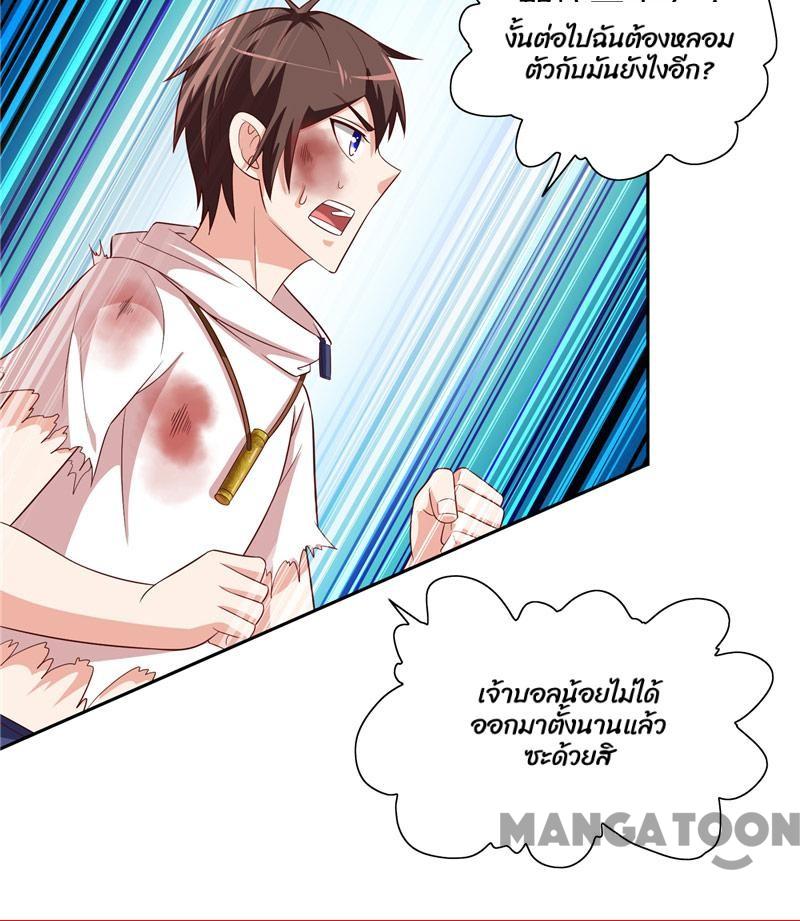 งั้นต่อไปฉันต้องหลอม
ตัวกับมันยังไงอีก?
เจ้าบอลน้อยไม่ได้
ออกมาตั้งนานแล้ว
ซะด้วยสิ
MANGATOON